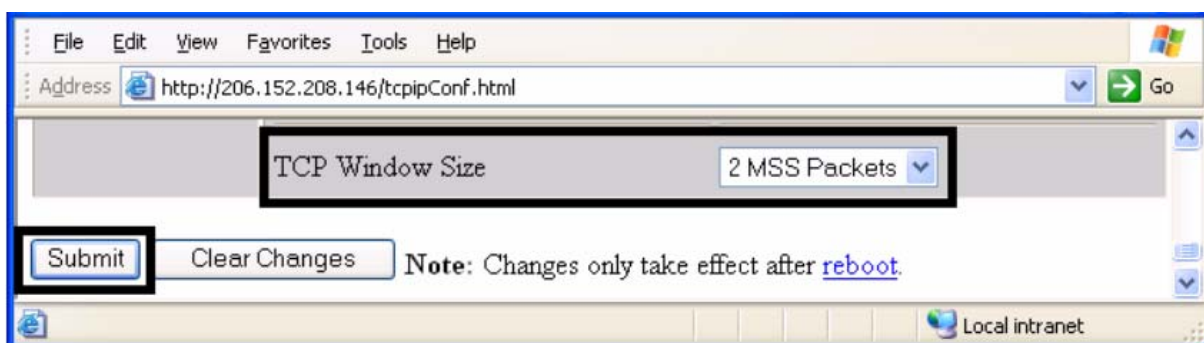 File Edit View Favorites Tools Help
Address http://206.152.208.146/tcpipConf.html Go
TCP Window Size 2 MSS Packets
Submit Clear Changes Note: Changes only take effect after reboot.
Local intranet